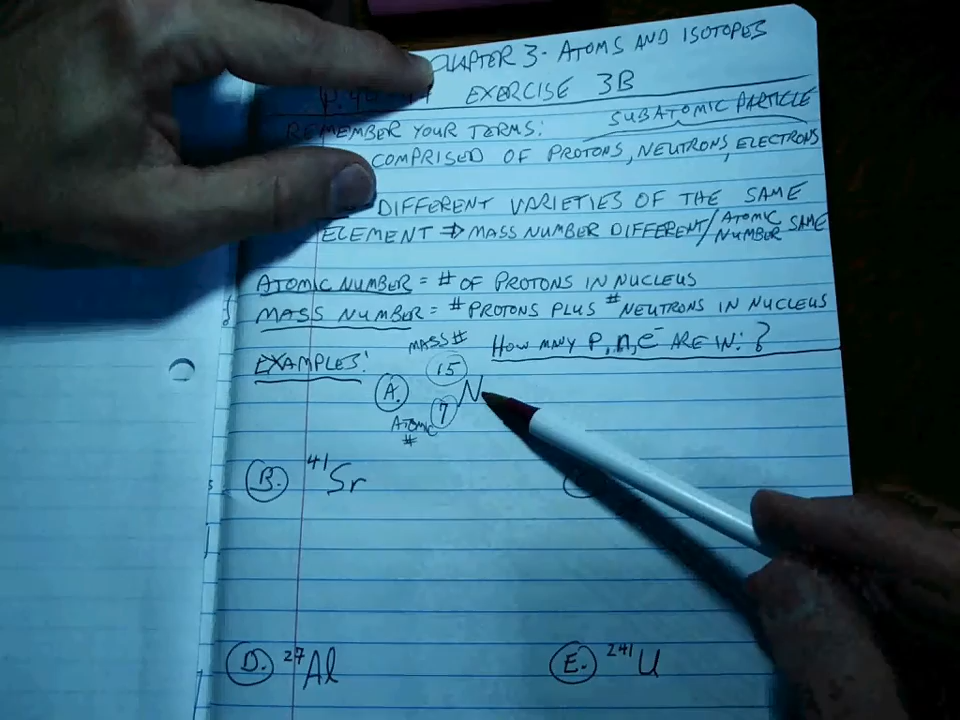 CHAPTER 3- ATOMS AND ISOTOPES
EXERCISE 3B
REMEMBER YOUR TERMS: SUBATOMIC PARTICLE
COMPRISED OF PROTONS, NEUTRONS, ELECTRONS
DIFFERENT VARIETIES OF THE SAME
ELEMENT => MASS NUMBER DIFFERENT/ATOMIC NUMBER SAME
ATOMIC NUMBER = # OF PROTONS IN NUCLEUS
MASS NUMBER = # PROTONS PLUS # NEUTRONS IN NUCLEUS
MASS # HOW MNY P, n, e⁻ ARE IN: ?
EXAMPLES:
A. 15 7 N
ATOMIC #
B. ⁴¹Sr
D. ²⁷Al
E. ²⁴¹U